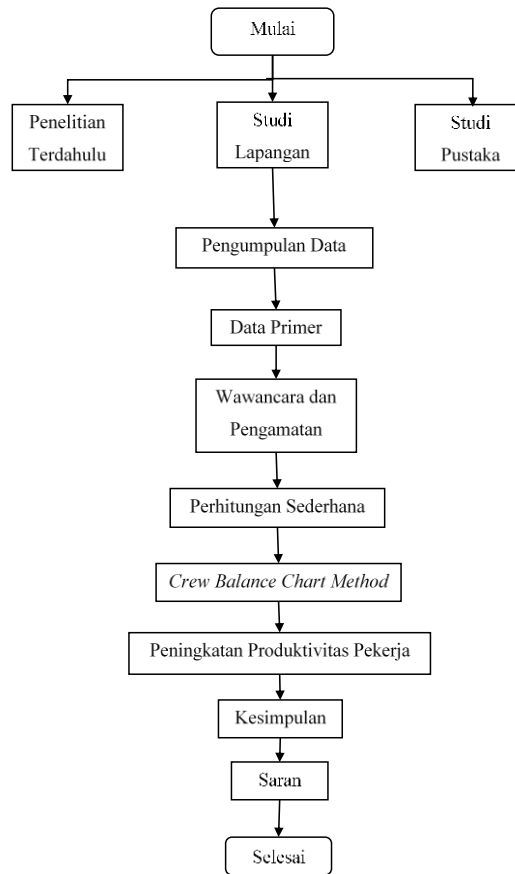 Mulai
Penelitian
Terdahulu
Studi
Lapangan
Studi
Pustaka
Pengumpulan Data
Data Primer
Wawancara dan
Pengamatan
Perhitungan Sederhana
Crew Balance Chart Method
Peningkatan Produktivitas Pekerja
Kesimpulan
Saran
Selesai